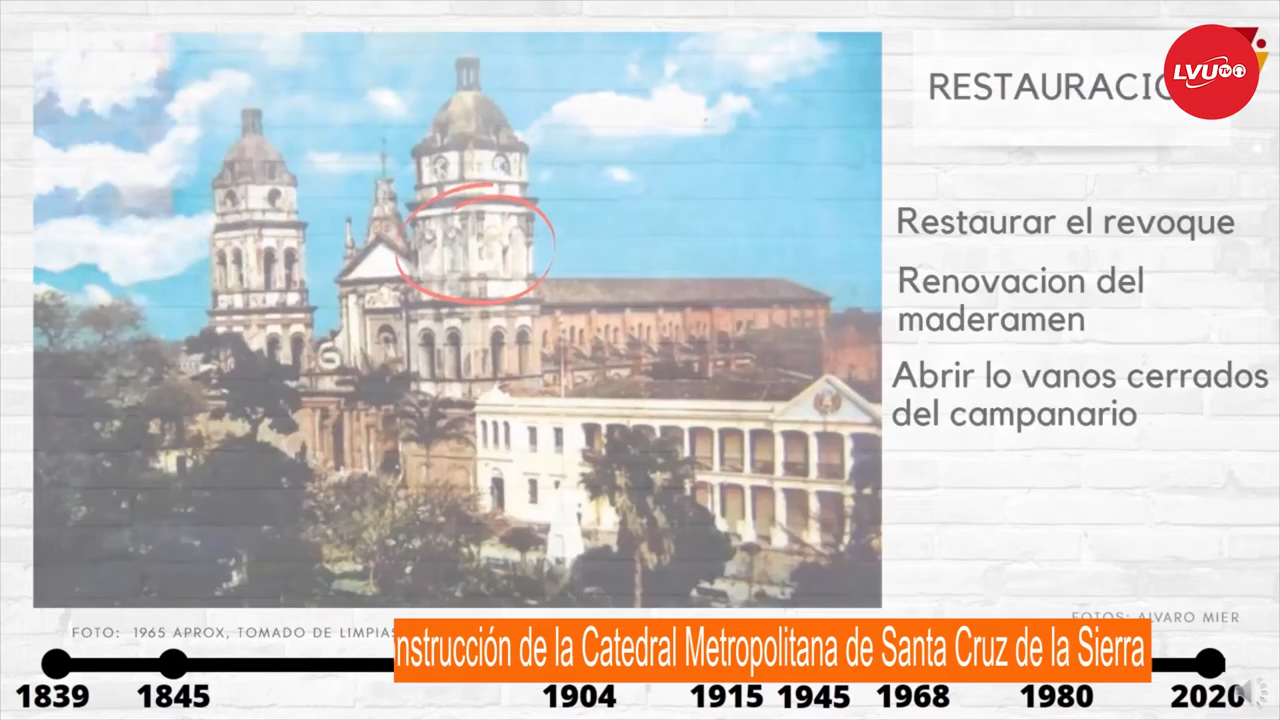 LVU TV
RESTAURACIO
Restaurar el revoque
Renovacion del
maderamen
Abrir lo vanos cerrados
del campanario
FOTOS: ALVARO MIER
FOTO: 1965 APROX, TOMADO DE LIMPIAS
nstrucción de la Catedral Metropolitana de Santa Cruz de la Sierra
1839 1845 1904 1915 1945 1968 1980 2020